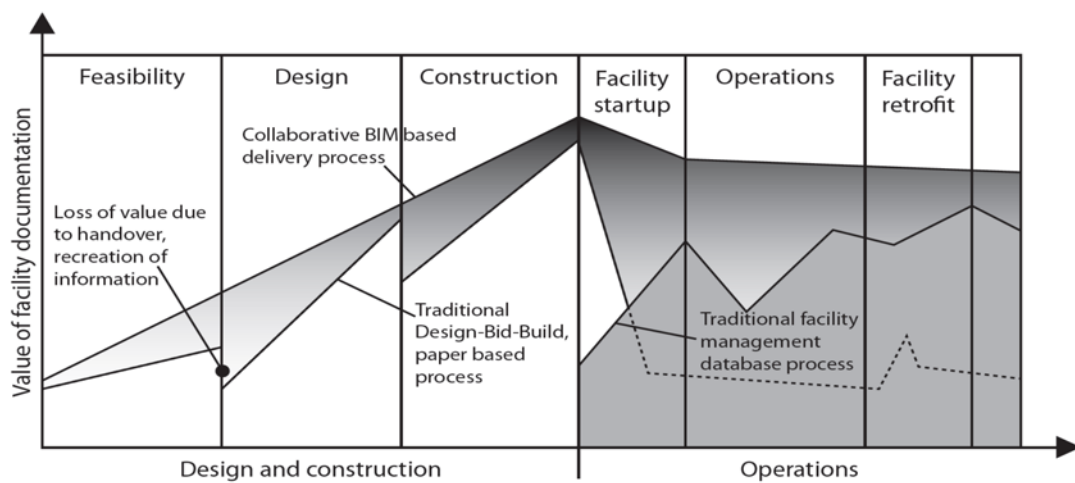 Feasibility
Design
Construction
Facility
startup
Operations
Facility
retrofit
Collaborative BIM based
delivery process
Loss of value due
to handover,
recreation of
information
Traditional
Design-Bid-Build,
paper based
process
Traditional facility
management
database process
Value of facility documentation
Design and construction
Operations